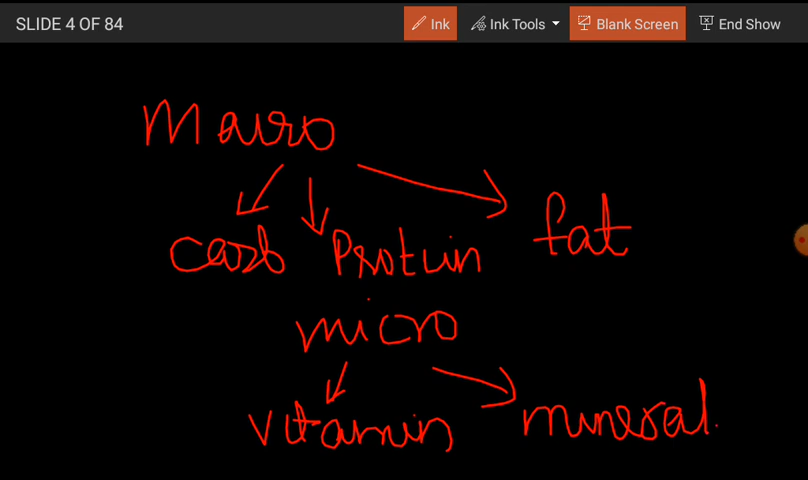 SLIDE 4 OF 84 Ink Ink Tools Blank Screen End Show
Macro
Carb Protein fat
micro
vitamin mineral.